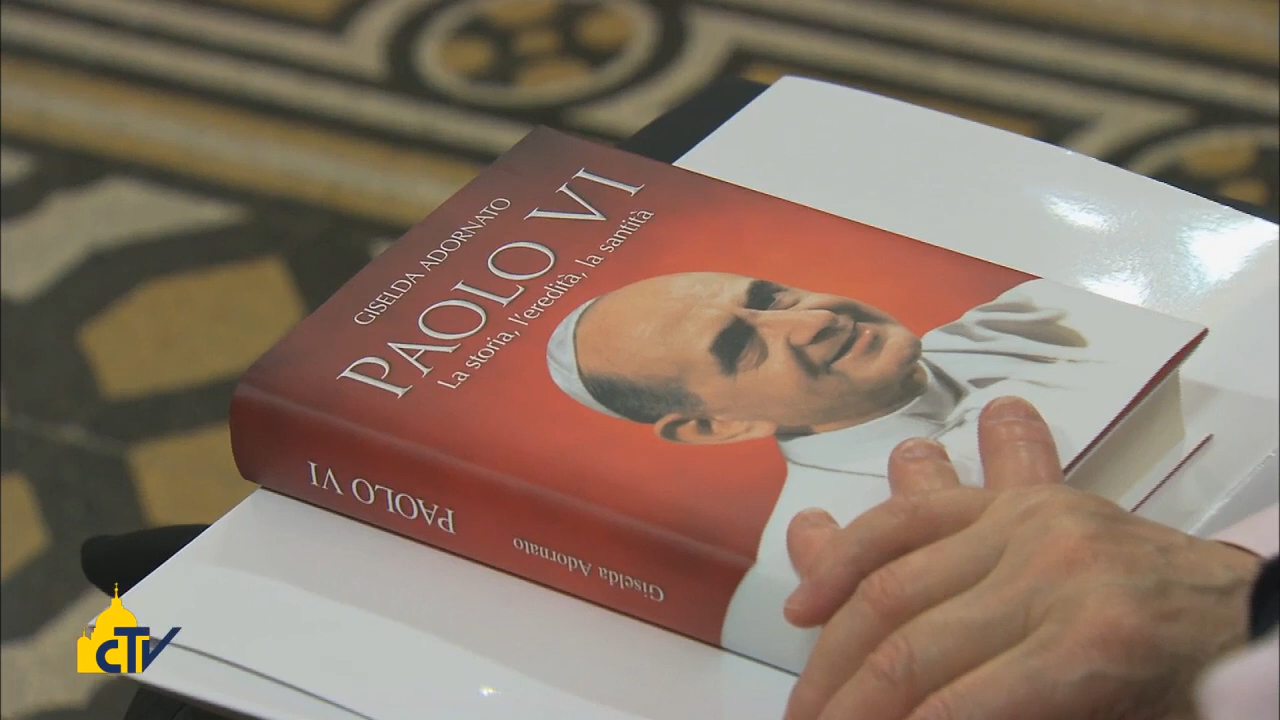 GISELDA ADORNATO
PAOLO VI
La storia, l'eredità, la santità
PAOLO VI
Giselda Adornato
CTV